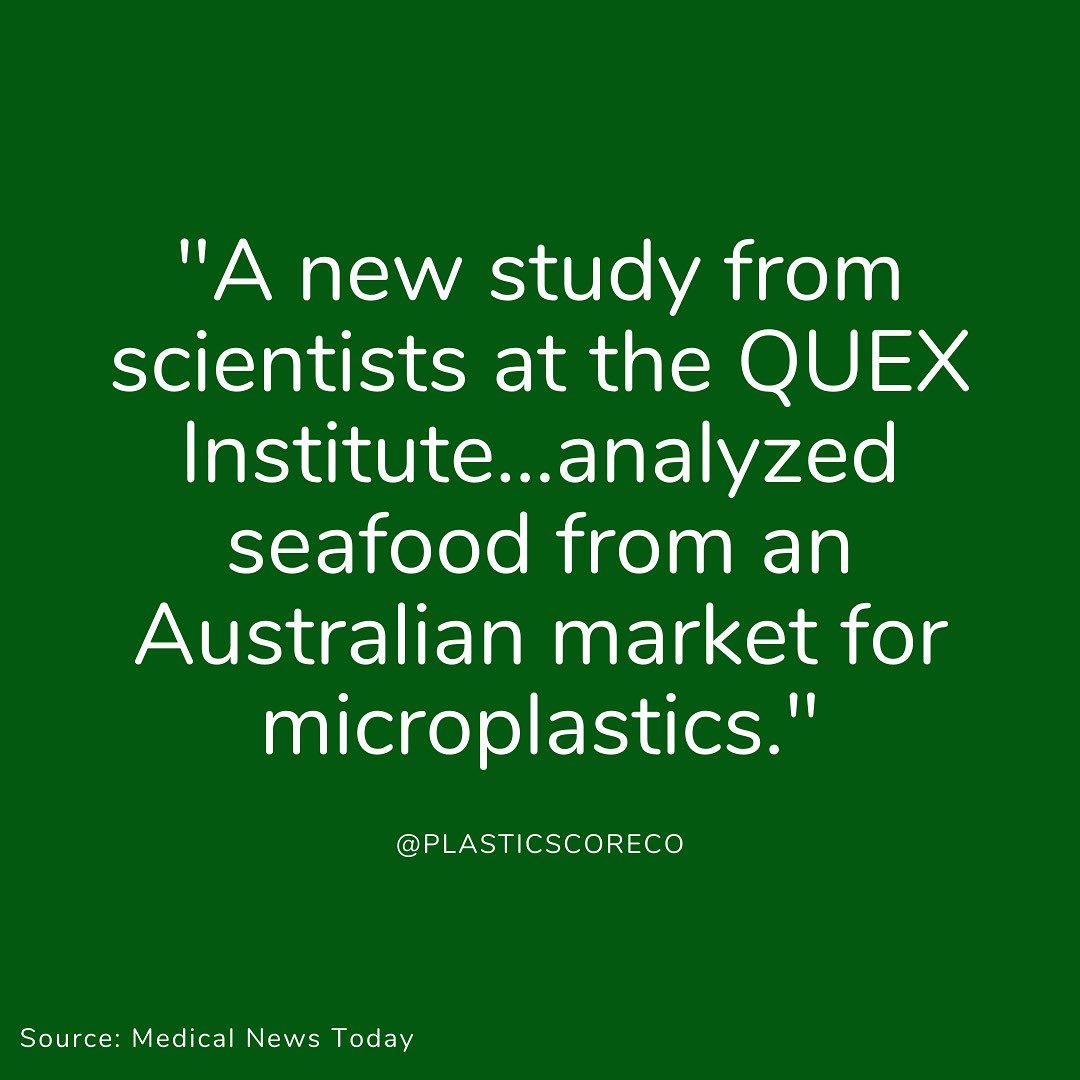 "A new study from
scientists at the QUEX
Institute...analyzed
seafood from an
Australian market for
microplastics."
@PLASTICSCORECO
Source: Medical News Today